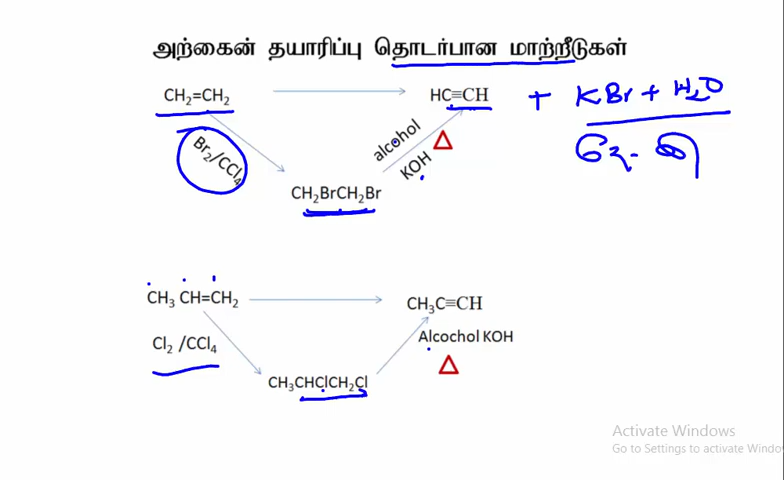 அற்கைன் தயாரிப்பு தொடர்பான மாற்றீடுகள்
CH₂=CH₂ HC≡CH + KBr + H₂O
Br₂/CCl₄ alcohol
KOH Δ
CH₂BrCH₂Br
CH₃ CH=CH₂ CH₃C≡CH
Cl₂ /CCl₄ Alcochol KOH
Δ
CH₃CHClCH₂Cl
Activate Windows
Go to Settings to activate Windo